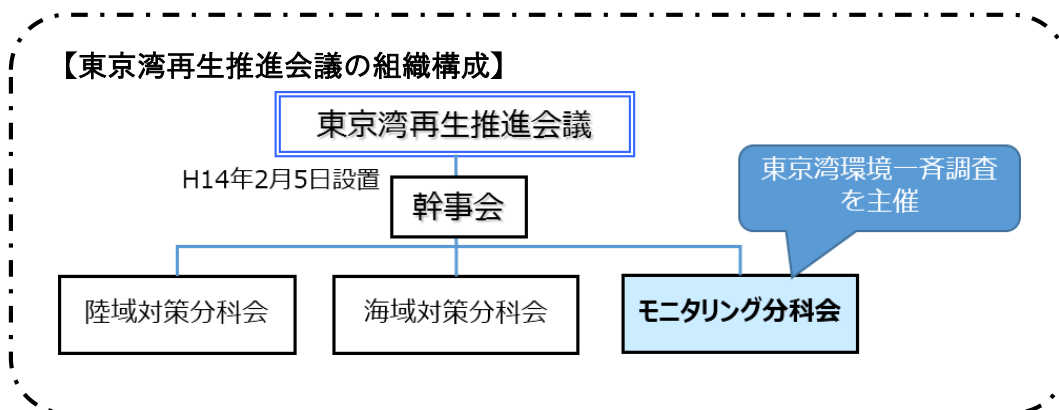 【東京湾再生推進会議の組織構成】
東京湾再生推進会議
H14年2月5日設置
幹事会
東京湾環境一斉調査
を主催
陸域対策分科会
海域対策分科会
モニタリング分科会